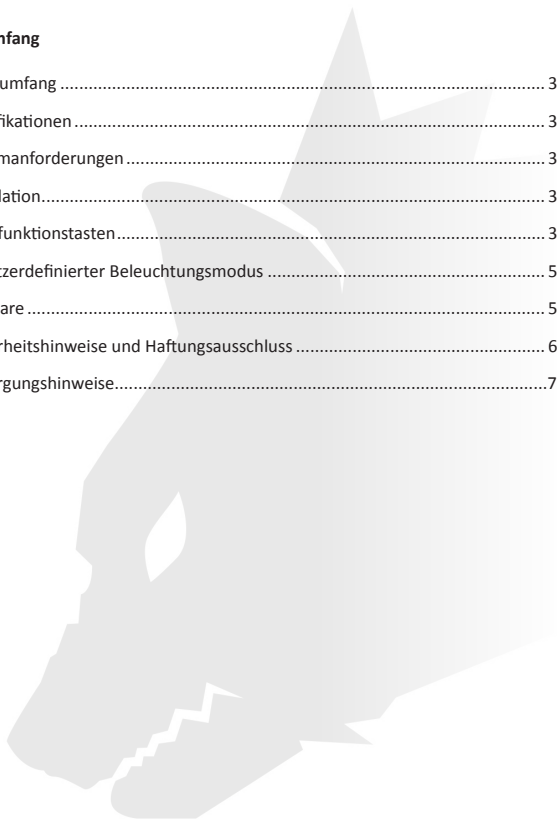 nfang
umfang ........................................................................................................ 3
fikationen ..................................................................................................... 3
manforderungen ......................................................................................... 3
lation............................................................................................................. 3
funktionstasten........................................................................................... 3
tzerdefinierter Beleuchtungsmodus .......................................................... 5
are ................................................................................................................ 5
rheitshinweise und Haftungsausschluss .................................................... 6
rgungshinweise............................................................................................7